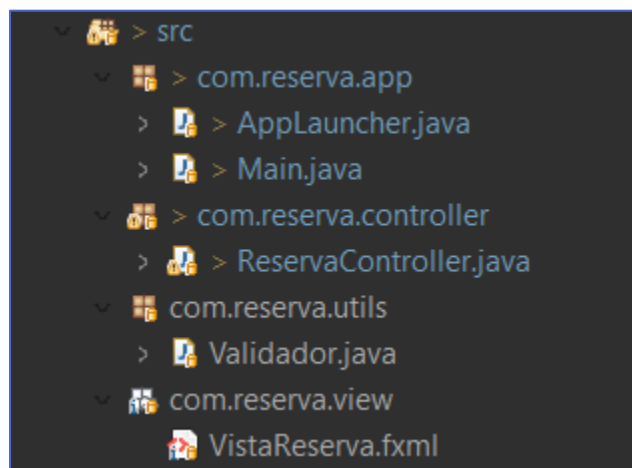 > src
> com.reserva.app
> AppLauncher.java
> Main.java
> com.reserva.controller
> ReservaController.java
com.reserva.utils
Validador.java
com.reserva.view
VistaReserva.fxml